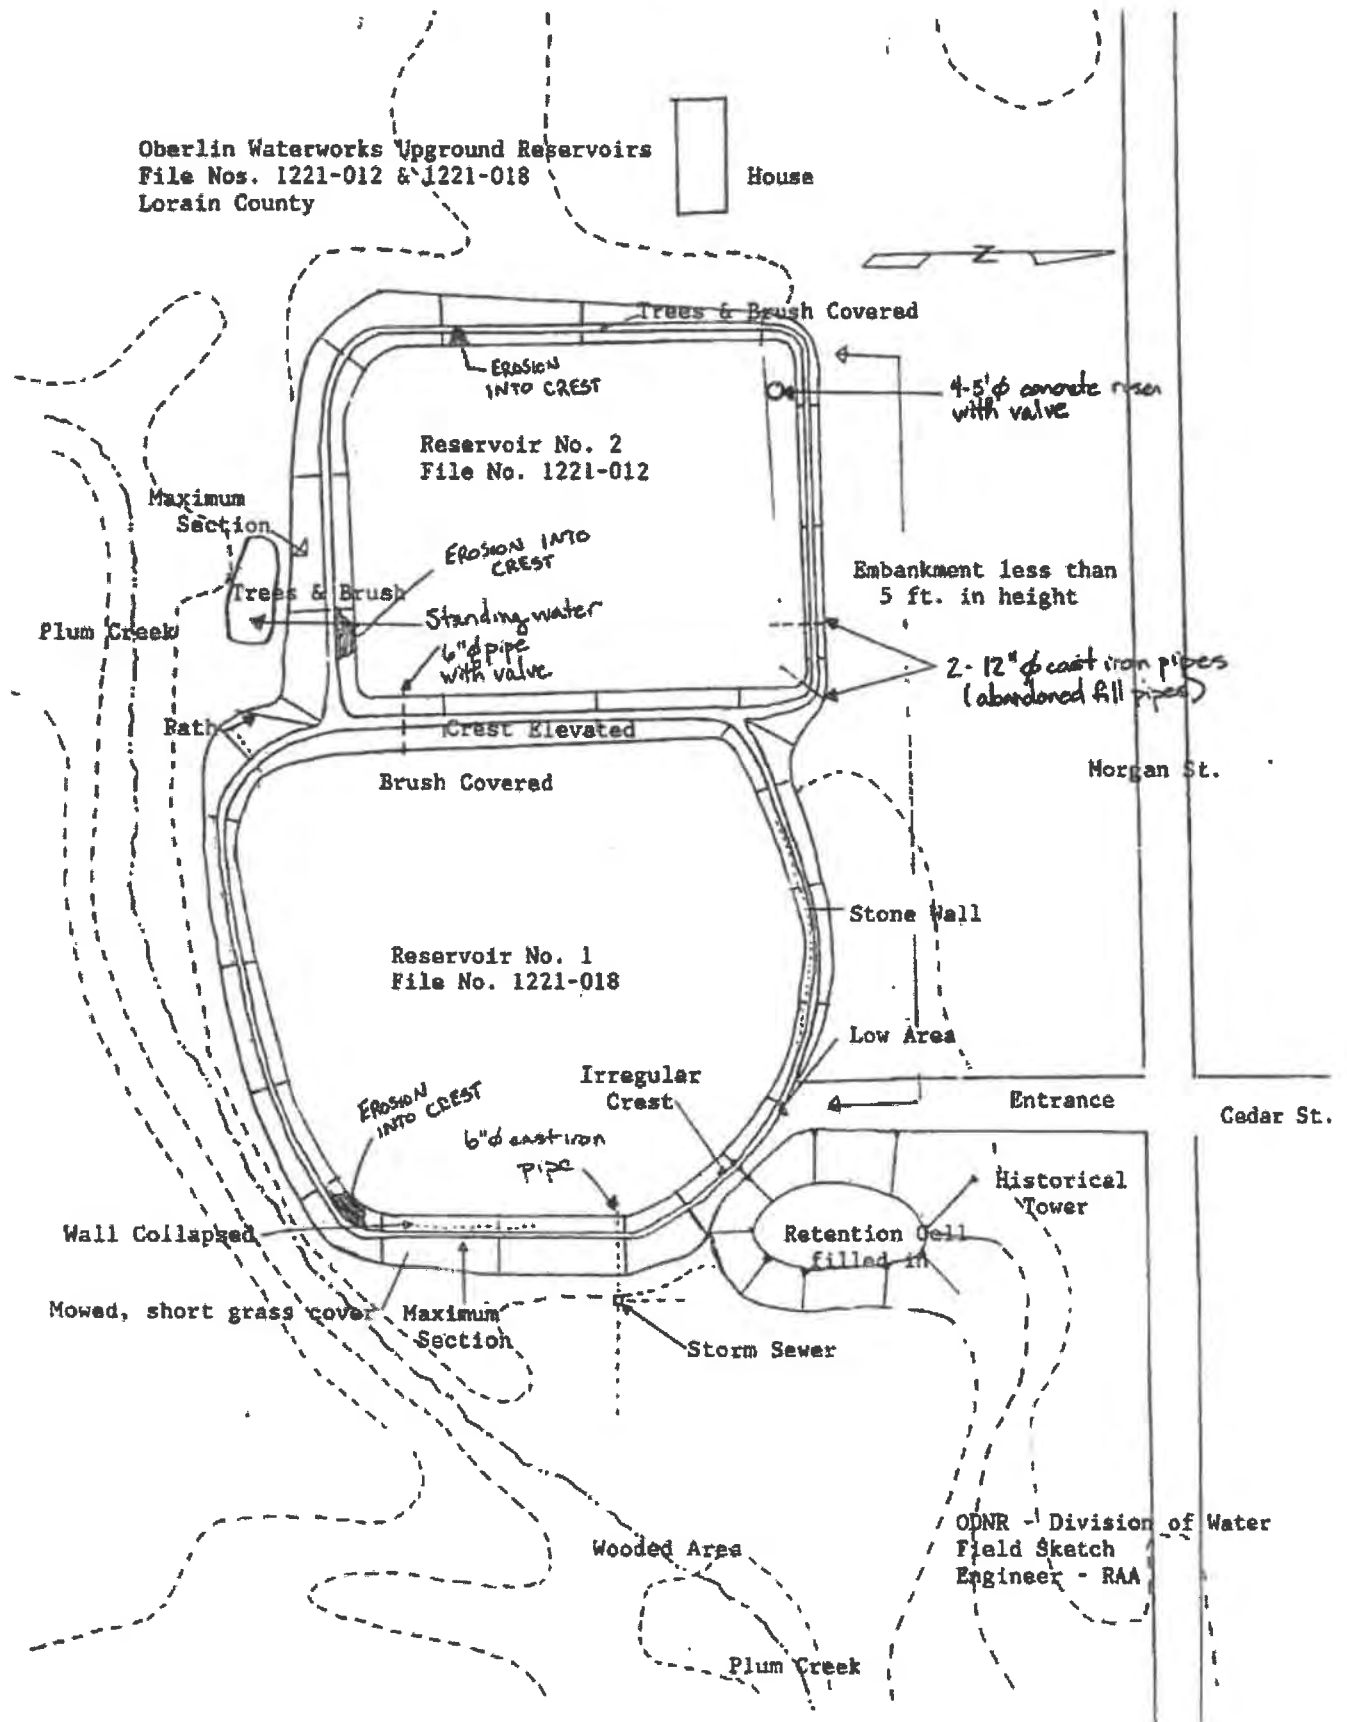 Oberlin Waterworks Upground Reservoirs
File Nos. 1221-012 & 1221-018
Lorain County
House
N
Trees & Brush Covered
EROSION
INTO CREST
4-5'ϕ concrete riser
with valve
Reservoir No. 2
File No. 1221-012
Maximum
Section
EROSION INTO
CREST
Embankment less than
5 ft. in height
Trees & Brush
Standing water
Plum Creek
6"ϕ pipe
with valve
2-12"ϕ cast iron pipes
(abandoned fill pipes)
Path
Crest Elevated
Brush Covered
Morgan St.
Stone Wall
Reservoir No. 1
File No. 1221-018
Low Area
Irregular
Crest
EROSION
INTO CREST
Entrance
Cedar St.
6"ϕ cast iron
pipe
Historical
Tower
Wall Collapsed
Retention Cell
filled in
Mowed, short grass cover
Maximum
Section
Storm Sewer
ODNR - Division of Water
Field Sketch
Engineer - RAA
Wooded Area
Plum Creek